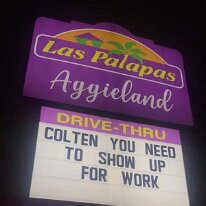 Las Palapas
Aggieland
DRIVE-THRU
COLTEN YOU NEED
TO SHOW UP
FOR WORK